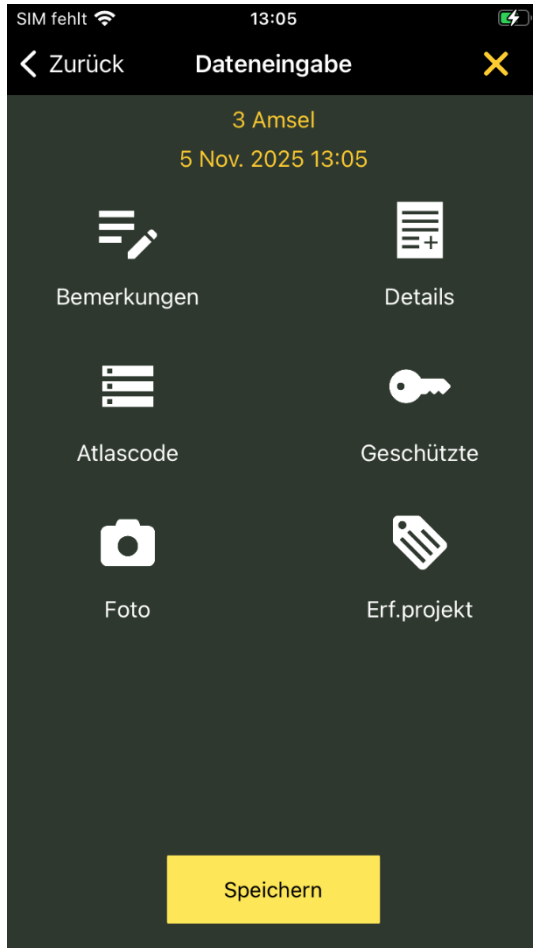 SIM fehlt 13:05
Zurück Dateneingabe
3 Amsel
5 Nov. 2025 13:05
Bemerkungen Details
Atlascode Geschützte
Foto Erf.projekt
Speichern